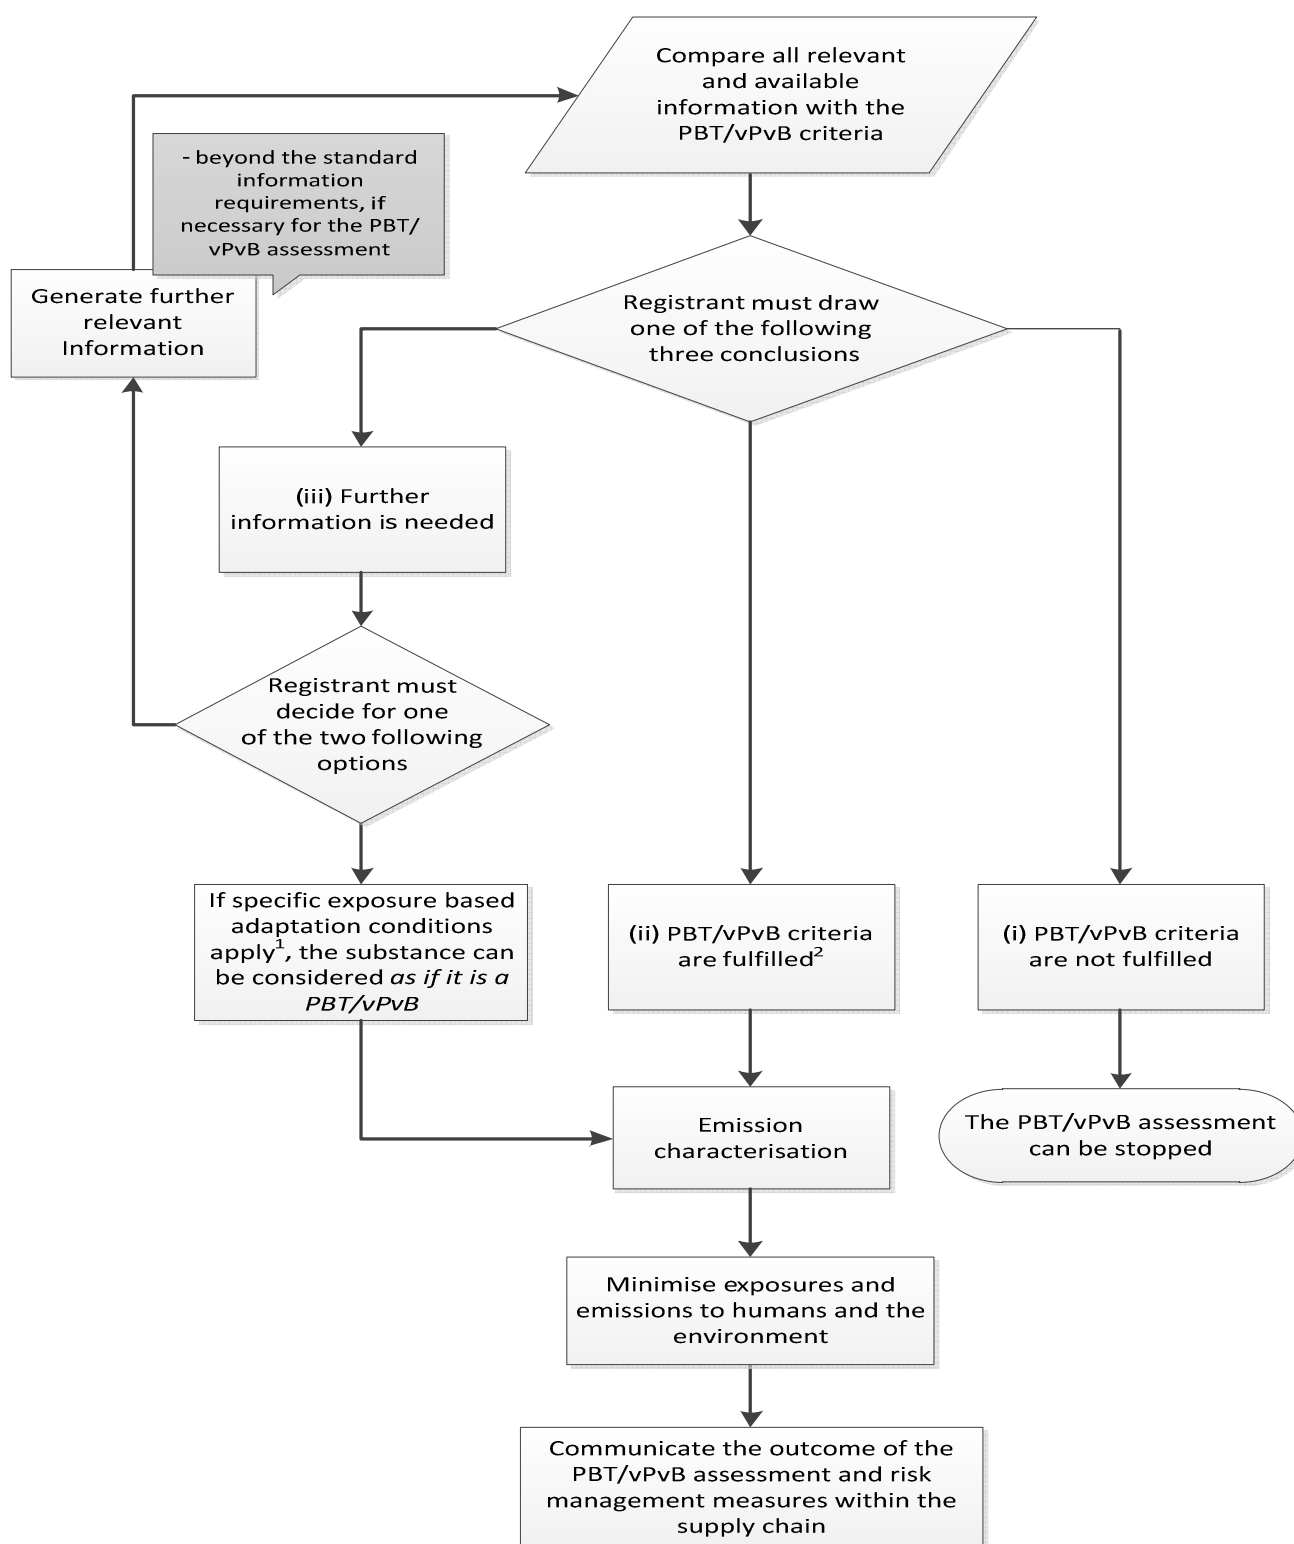 Compare all relevant
and available
information with the
PBT/vPvB criteria
- beyond the standard
information
requirements, if
necessary for the PBT/
vPvB assessment
Generate further
relevant
Information
Registrant must draw
one of the following
three conclusions
(iii) Further
information is needed
Registrant must
decide for one
of the two following
options
If specific exposure based
adaptation conditions
apply¹, the substance can
be considered as if it is a
PBT/vPvB
(ii) PBT/vPvB criteria
are fulfilled²
(i) PBT/vPvB criteria
are not fulfilled
Emission
characterisation
The PBT/vPvB assessment
can be stopped
Minimise exposures and
emissions to humans and the
environment
Communicate the outcome of the
PBT/vPvB assessment and risk
management measures within the
supply chain